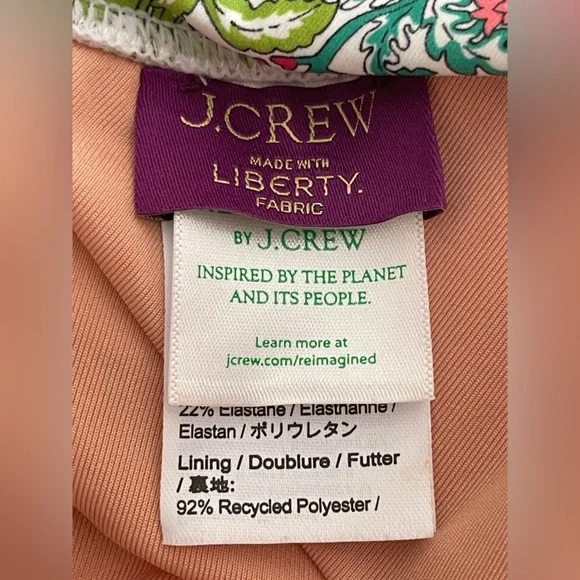 J.CREW
MADE WITH
LIBERTY.
FABRIC
BY J.CREW
INSPIRED BY THE PLANET
AND ITS PEOPLE.
Learn more at
jcrew.com/reimagined
22% Elastane / Elasthanne /
Elastan / ポリウレタン
Lining / Doublure / Futter
/ 裏地:
92% Recycled Polyester /